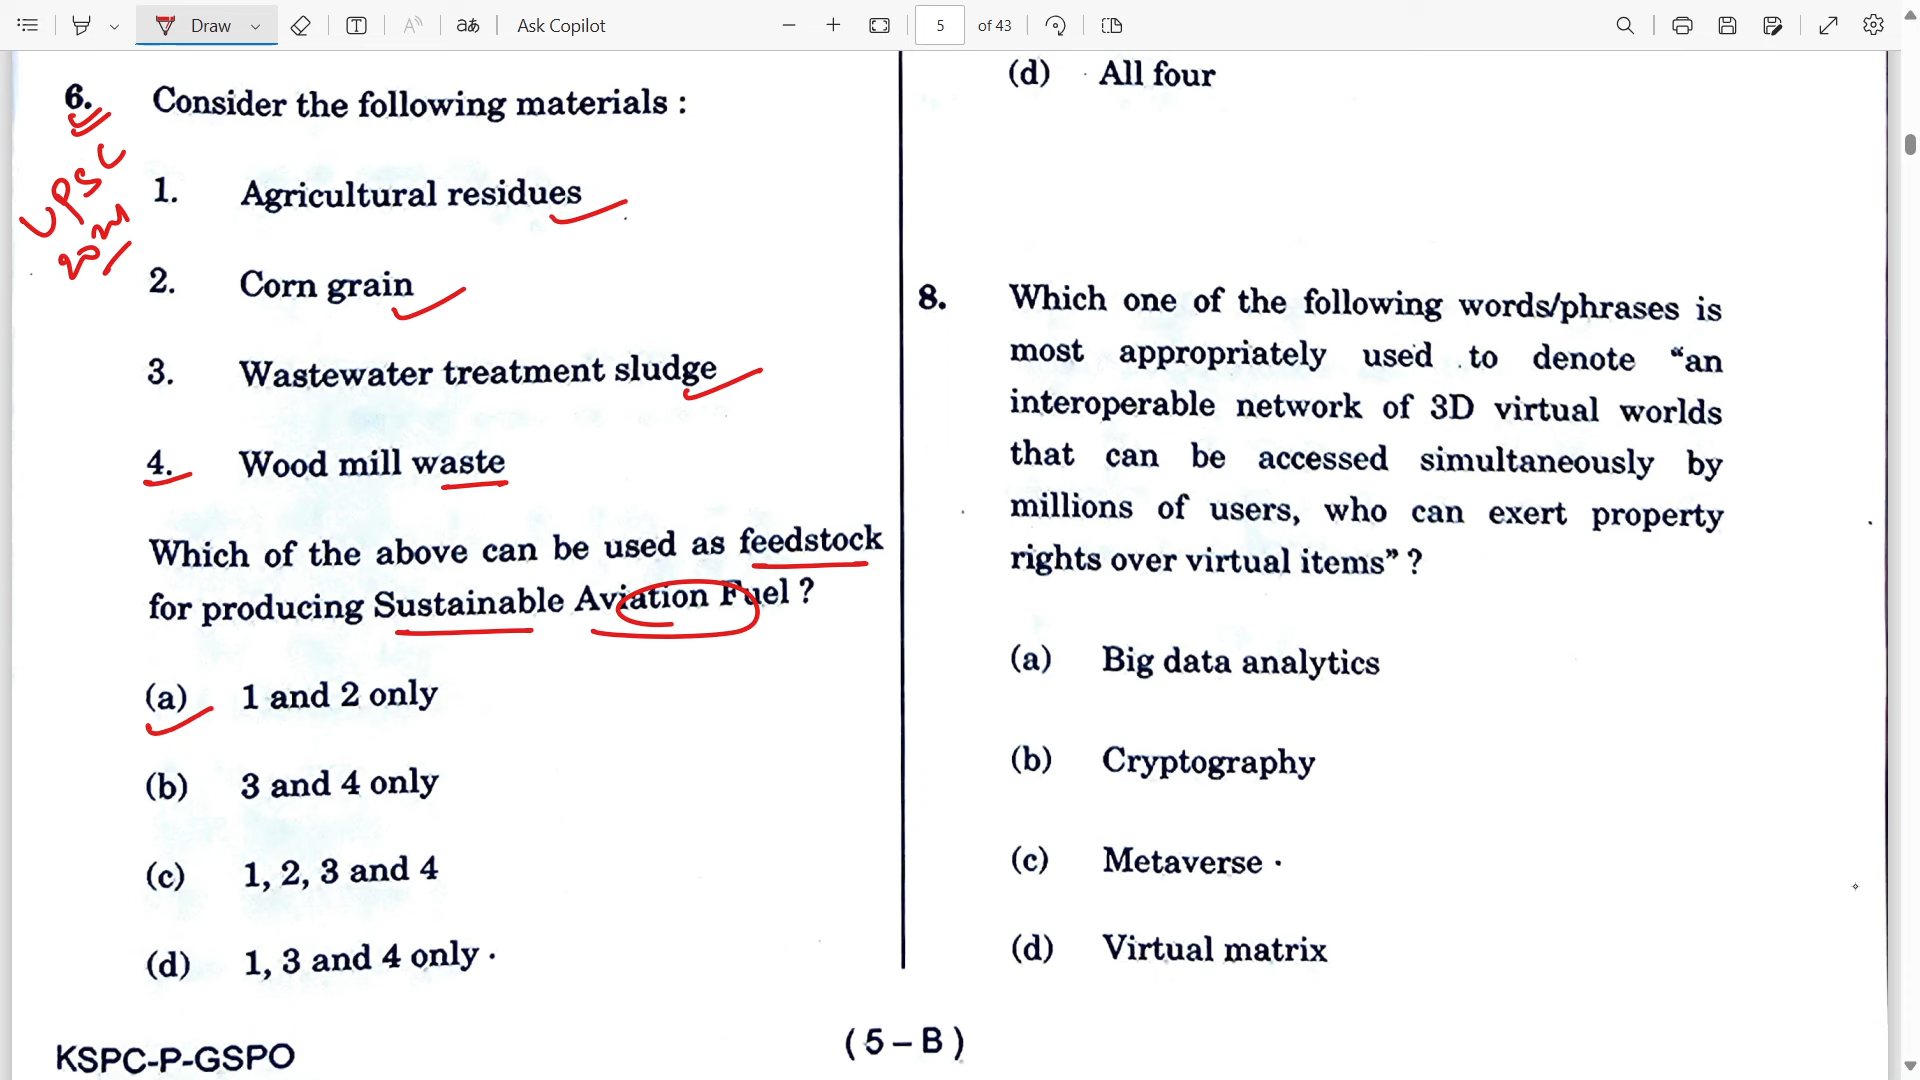 Draw
Ask Copilot
5 of 43
6. Consider the following materials :
1. Agricultural residues
2. Corn grain
3. Wastewater treatment sludge
4. Wood mill waste
Which of the above can be used as feedstock
for producing Sustainable Aviation Fuel ?
(a) 1 and 2 only
(b) 3 and 4 only
(c) 1, 2, 3 and 4
(d) 1, 3 and 4 only
UPSC
(d) All four
8. Which one of the following words/phrases is
most appropriately used to denote “an
interoperable network of 3D virtual worlds
that can be accessed simultaneously by
millions of users, who can exert property
rights over virtual items” ?
(a) Big data analytics
(b) Cryptography
(c) Metaverse
(d) Virtual matrix
KSPC-P-GSPO
( 5 – B )